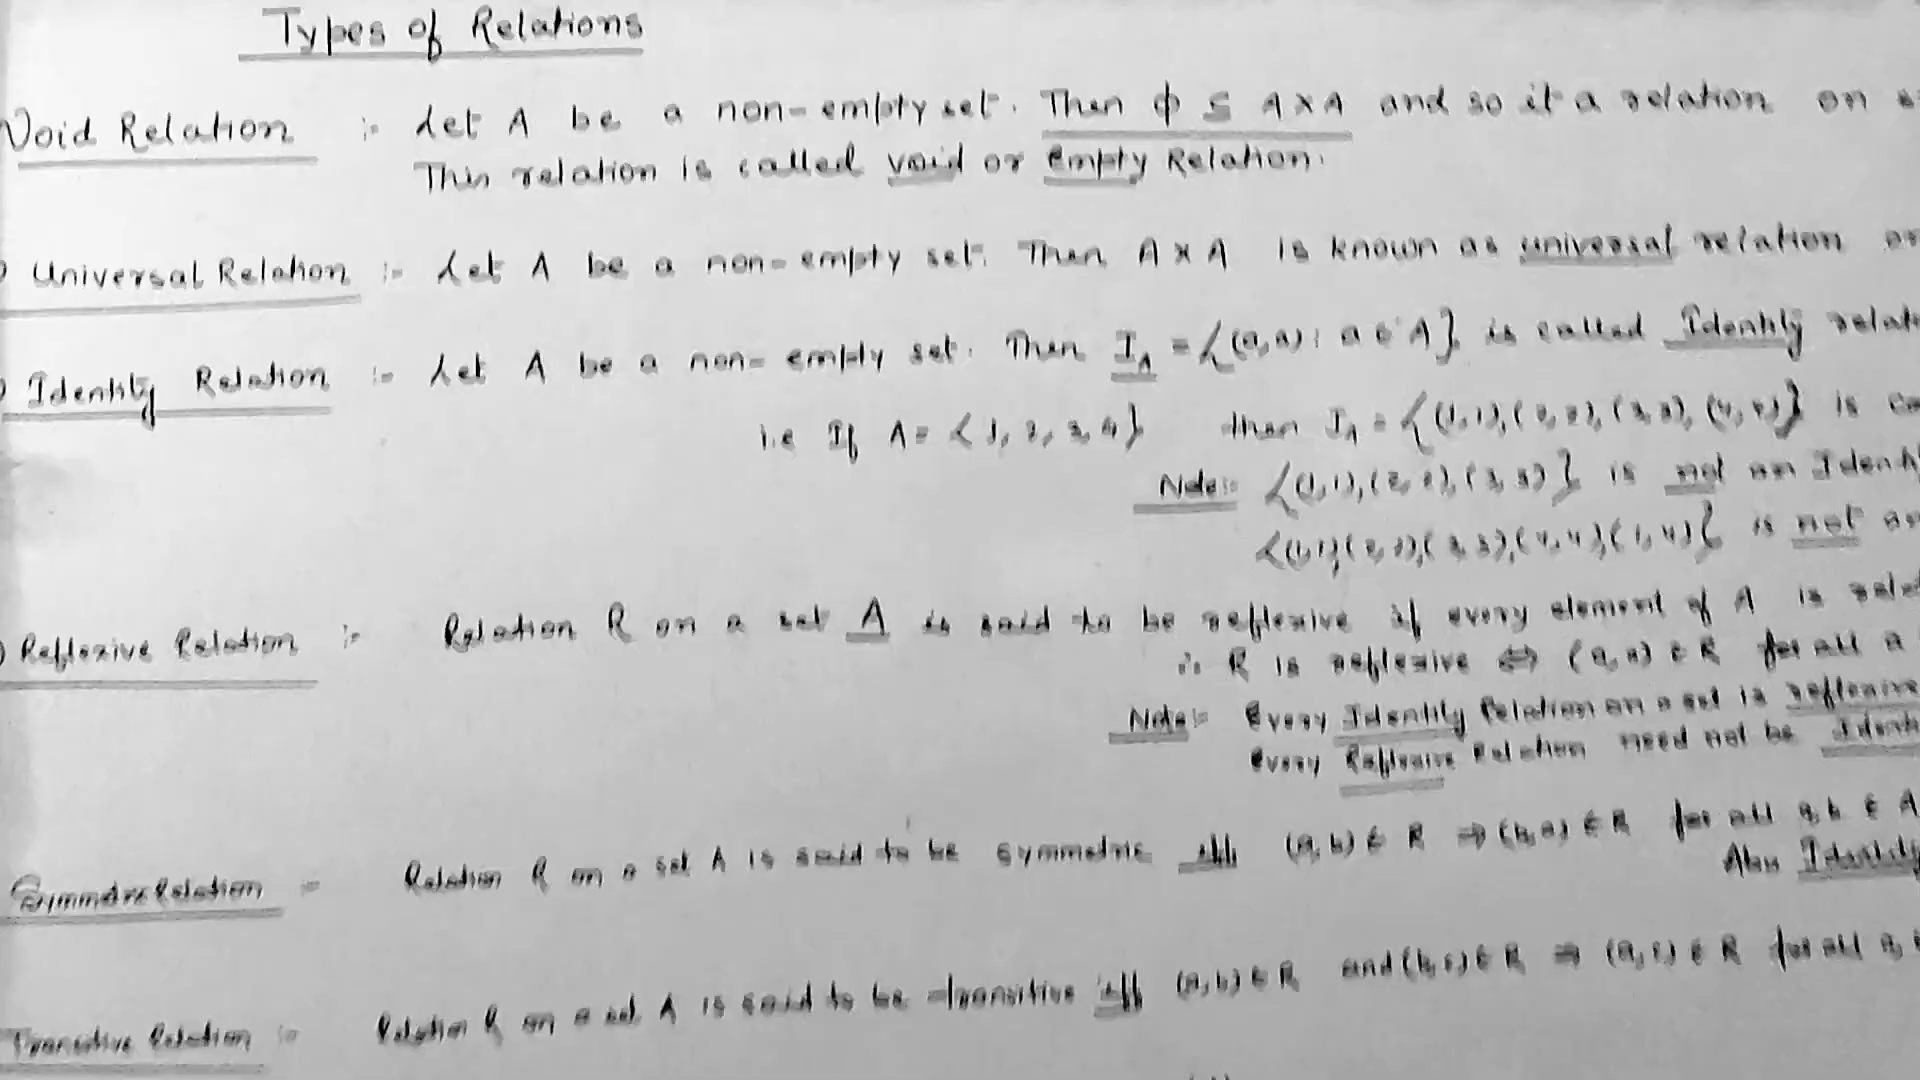 Types of Relations
Void Relation :- Let A be a non-empty set. Then ϕ ⊆ A×A and so it a relation on
This relation is called void or Empty Relation.
Universal Relation :- Let A be a non-empty set. Then A×A is known as universal relation on
Identity Relation :- Let A be a non-empty set. Then I_A = {(a,a) : a ∈ A} is called Identity relat
i.e If A = {1, 2, 3, 4} then I_A = {(1,1), (2,2), (3,3), (4,4)} is
Note:- {(1,1),(2,2),(3,3)} is not an Identi
{(1,1)(2,2),(3,3),(4,4),(1,4)} is not an
Reflexive Relation :- Relation R on a set A is said to be reflexive if every element of A is relat
∴ R is reflexive ⇔ (a,a) ∈ R for all a
Note:- Every Identity Relation on a set is reflexive
Every Reflexive Relation need not be Identi
Symmetric Relation :- Relation R on a set A is said to be symmetric iff (a,b) ∈ R ⇒ (b,a) ∈ R for all a,b ∈ A
Also Identity
Transitive Relation :- Relation R on a set A is said to be transitive iff (a,b) ∈ R and (b,c) ∈ R ⇒ (a,c) ∈ R for all a,